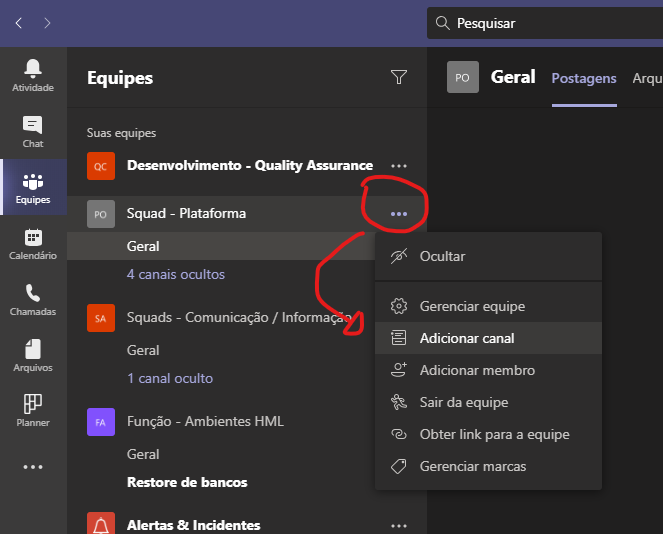 Pesquisar
Atividade
Chat
Equipes
Calendário
Chamadas
Arquivos
Planner
Equipes
Suas equipes
QC Desenvolvimento - Quality Assurance
PO Squad - Plataforma
Geral
4 canais ocultos
SA Squads - Comunicação / Informação
Geral
1 canal oculto
FA Função - Ambientes HML
Geral
Restore de bancos
Alertas & Incidentes
PO Geral Postagens Arqu
Ocultar
Gerenciar equipe
Adicionar canal
Adicionar membro
Sair da equipe
Obter link para a equipe
Gerenciar marcas